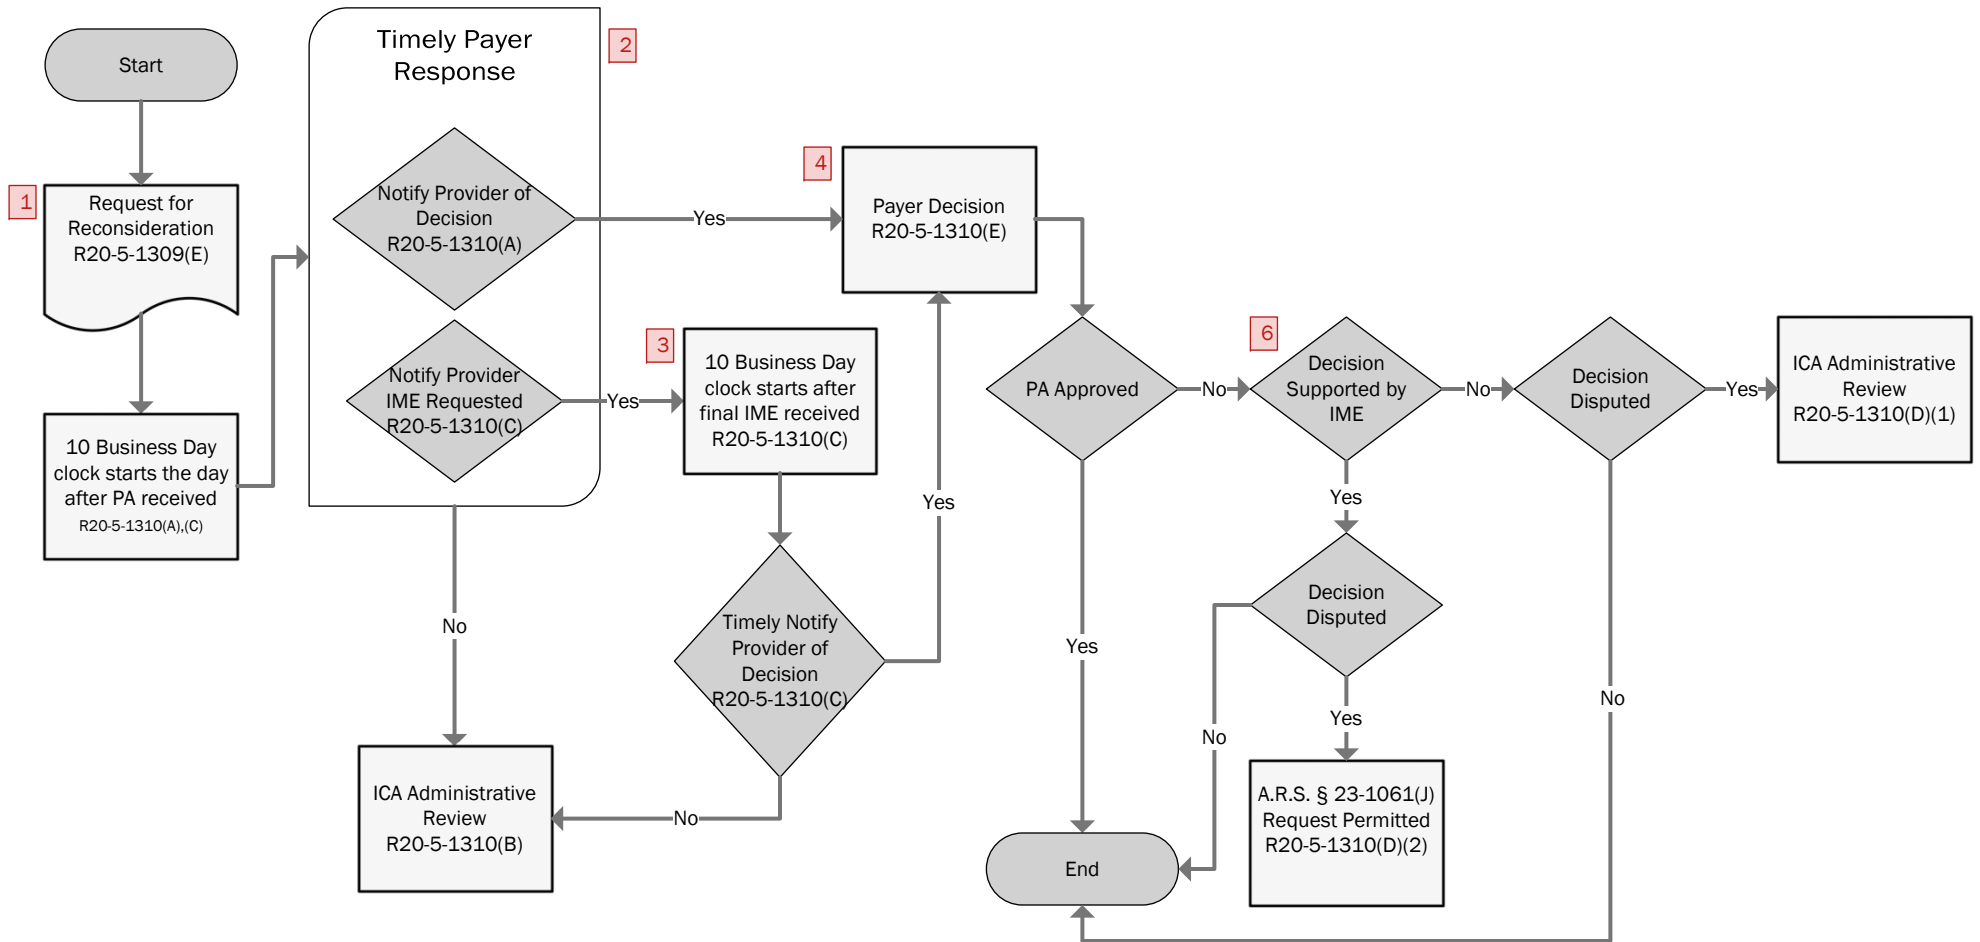 Start
1
Request for
Reconsideration
R20-5-1309(E)
10 Business Day
clock starts the day
after PA received
R20-5-1310(A),(C)
Timely Payer
Response
2
Notify Provider of
Decision
R20-5-1310(A)
Yes
Notify Provider
IME Requested
R20-5-1310(C)
Yes
No
ICA Administrative
Review
R20-5-1310(B)
3
10 Business Day
clock starts after
final IME received
R20-5-1310(C)
Timely Notify
Provider of
Decision
R20-5-1310(C)
No
Yes
4
Payer Decision
R20-5-1310(E)
PA Approved
No
Yes
6
Decision
Supported by
IME
No
Yes
Decision
Disputed
No
Yes
A.R.S. § 23-1061(J)
Request Permitted
R20-5-1310(D)(2)
Decision
Disputed
Yes
No
ICA Administrative
Review
R20-5-1310(D)(1)
End